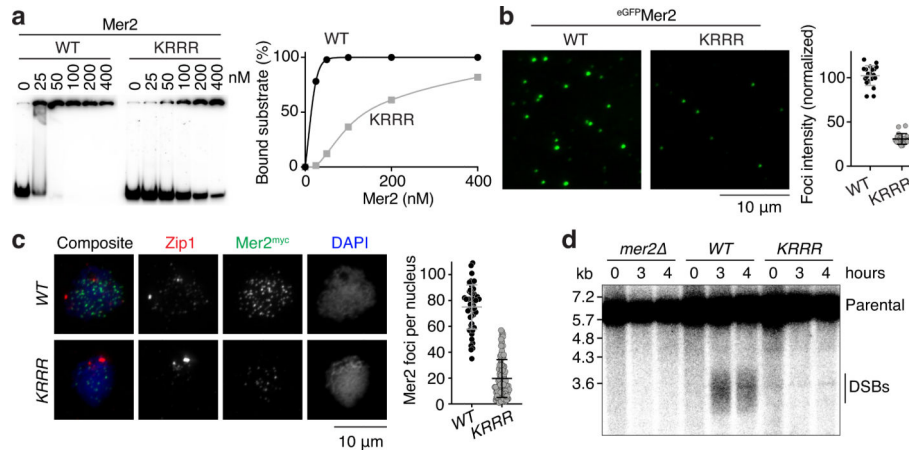 a
Mer2
WT KRRR
0 25 50 100 200 400 nM 0 25 50 100 200 400
Bound substrate (%)
100
50
0
WT
KRRR
0 200 400
Mer2 (nM)
b
eGFPMer2
WT KRRR
10 µm
Foci intensity (normalized)
100
50
0
WT KRRR
c
Composite Zip1 Mer2myc DAPI
WT
KRRR
10 µm
Mer2 foci per nucleus
120
100
80
60
40
20
0
WT KRRR
d
mer2Δ WT KRRR
kb 0 3 4 0 3 4 0 3 4 hours
7.2
5.7
4.8
4.3
3.6
Parental
DSBs